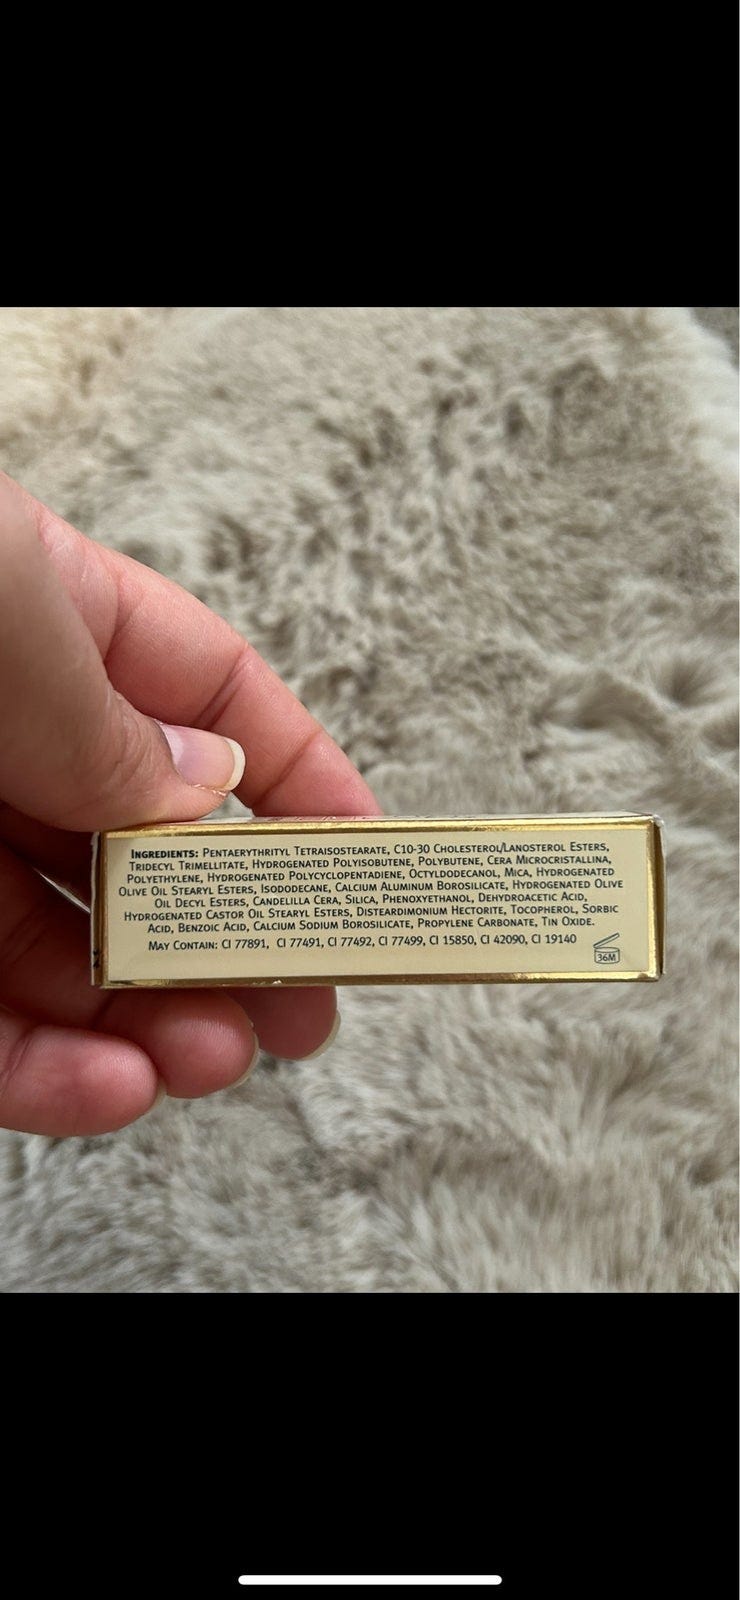 INGREDIENTS: PENTAERYTHRITYL TETRAISOSTEARATE, C10-30 CHOLESTEROL/LANOSTEROL ESTERS,
TRIDECYL TRIMELLITATE, HYDROGENATED POLYISOBUTENE, POLYBUTENE, CERA MICROCRISTALLINA,
POLYETHYLENE, HYDROGENATED POLYCYCLOPENTADIENE, OCTYLDODECANOL, MICA, HYDROGENATED
OLIVE OIL STEARYL ESTERS, ISODODECANE, CALCIUM ALUMINUM BOROSILICATE, HYDROGENATED OLIVE
OIL DECYL ESTERS, CANDELILLA CERA, SILICA, PHENOXYETHANOL, DEHYDROACETIC ACID,
HYDROGENATED CASTOR OIL STEARYL ESTERS, DISTEARDIMONIUM HECTORITE, TOCOPHEROL, SORBIC
ACID, BENZOIC ACID, CALCIUM SODIUM BOROSILICATE, PROPYLENE CARBONATE, TIN OXIDE.
MAY CONTAIN: CI 77891, CI 77491, CI 77492, CI 77499, CI 15850, CI 42090, CI 19140
36M